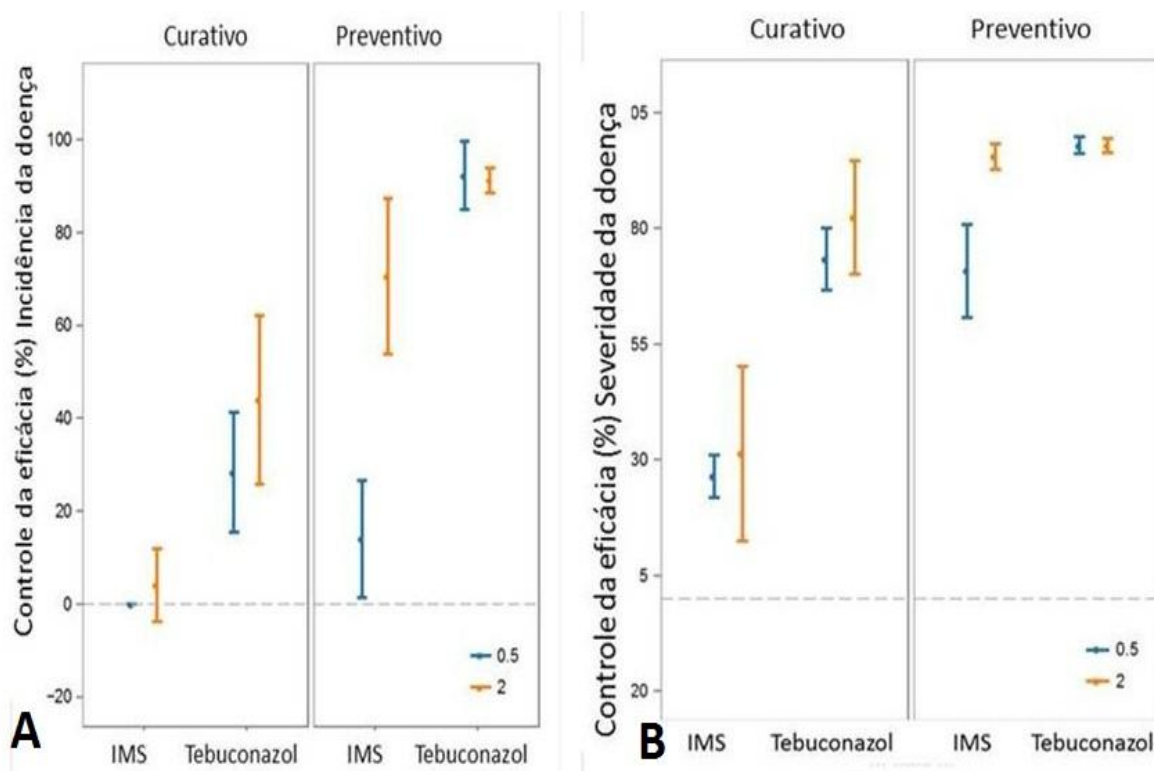 Curativo Preventivo
Controle da eficácia (%) Incidência da doença
100
80
60
40
20
0
−20
0.5
2
IMS Tebuconazol IMS Tebuconazol
A
Curativo Preventivo
Controle da eficácia (%) Severidade da doença
05
80
55
30
5
20
0.5
2
IMS Tebuconazol IMS Tebuconazol
B